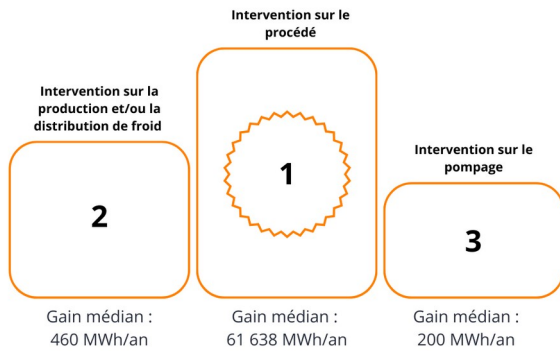 Intervention sur le
procédé
1
Gain médian :
61 638 MWh/an
Intervention sur la
production et/ou la
distribution de froid
2
Gain médian :
460 MWh/an
Intervention sur le
pompage
3
Gain médian :
200 MWh/an